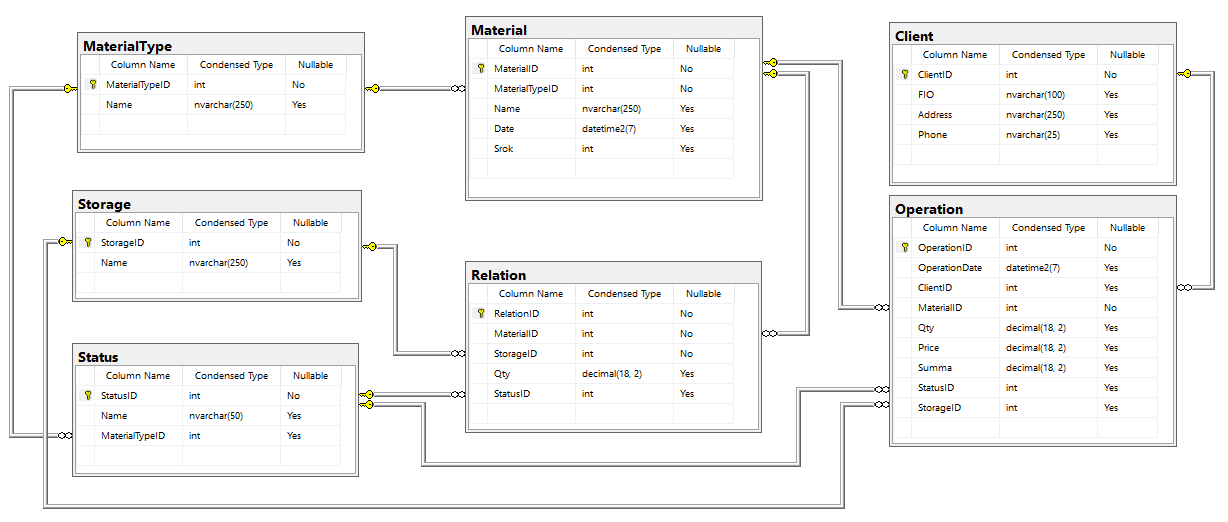 MaterialType
Column Name Condensed Type Nullable
MaterialTypeID int No
Name nvarchar(250) Yes
Material
Column Name Condensed Type Nullable
MaterialID int No
MaterialTypeID int No
Name nvarchar(250) Yes
Date datetime2(7) Yes
Srok int Yes
Client
Column Name Condensed Type Nullable
ClientID int No
FIO nvarchar(100) Yes
Address nvarchar(250) Yes
Phone nvarchar(25) Yes
Storage
Column Name Condensed Type Nullable
StorageID int No
Name nvarchar(250) Yes
Relation
Column Name Condensed Type Nullable
RelationID int No
MaterialID int No
StorageID int No
Qty decimal(18, 2) Yes
StatusID int Yes
Operation
Column Name Condensed Type Nullable
OperationID int No
OperationDate datetime2(7) Yes
ClientID int Yes
MaterialID int No
Qty decimal(18, 2) Yes
Price decimal(18, 2) Yes
Summa decimal(18, 2) Yes
StatusID int Yes
StorageID int Yes
Status
Column Name Condensed Type Nullable
StatusID int No
Name nvarchar(50) Yes
MaterialTypeID int Yes